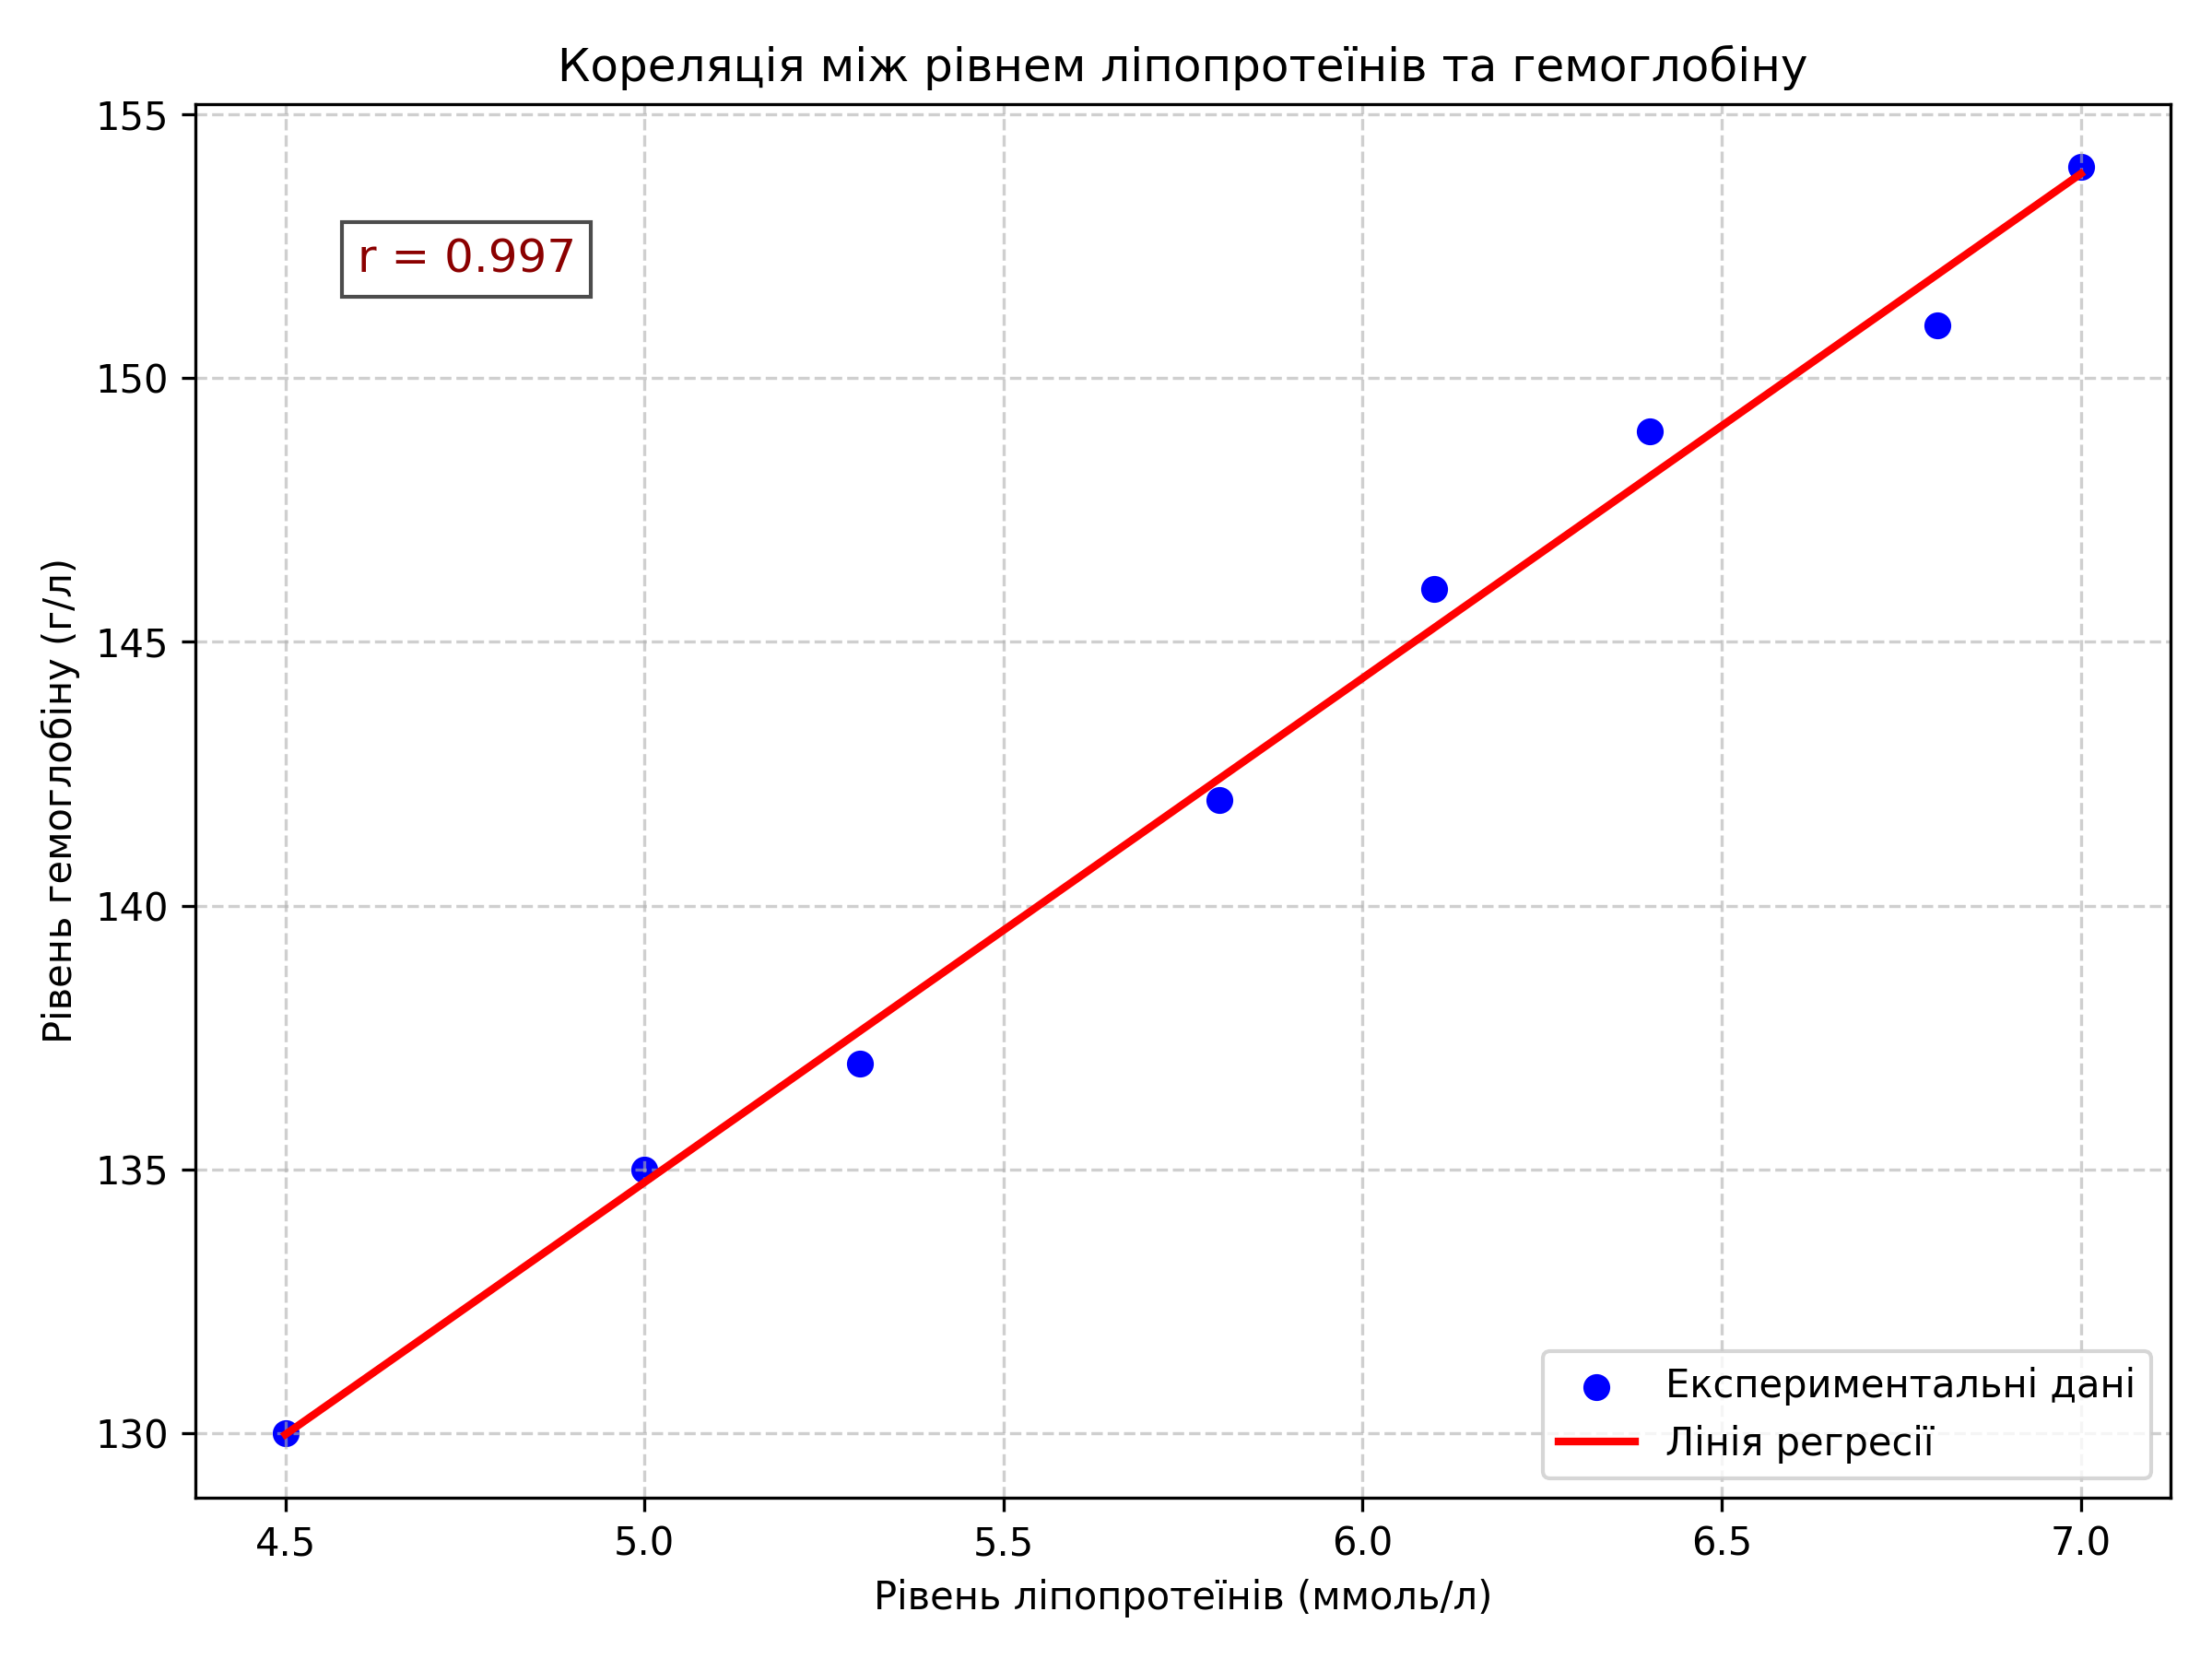 Кореляція між рівнем ліпопротеїнів та гемоглобіну
155
r = 0.997
150
145
140
135
130
Рівень гемоглобіну (г/л)
Експериментальні дані
Лінія регресії
4.5 5.0 5.5 6.0 6.5 7.0
Рівень ліпопротеїнів (ммоль/л)